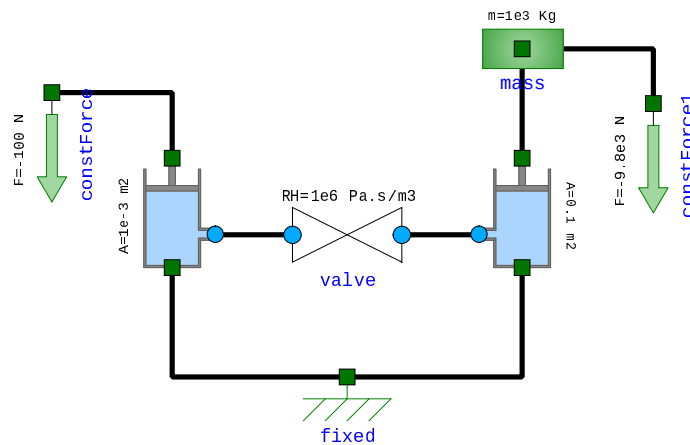 m=1e3 Kg
mass
F=-100 N
constForce
A=1e-3 m2
RH=1e6 Pa.s/m3
valve
A=0.1 m2
F=-9.8e3 N
constForce1
fixed